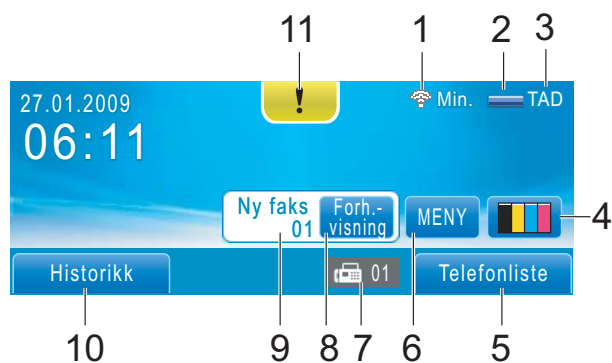 11 1 2 3
27.01.2009 ! Min. TAD
06:11
Ny faks 01 Forh.-visning MENY 4
Historikk 01 Telefonliste
10 9 8 7 6 5